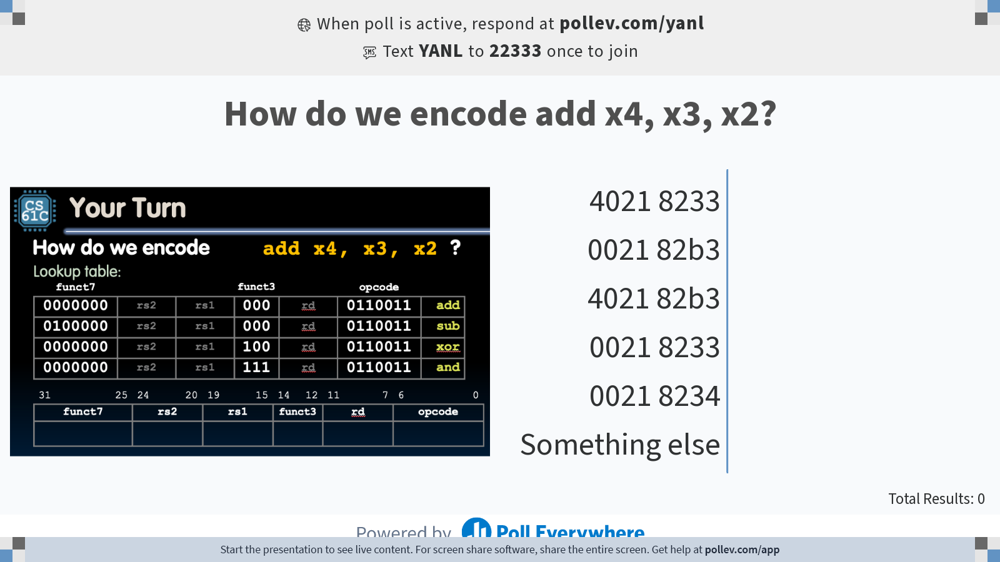 When poll is active, respond at pollev.com/yanl
SMS Text YANL to 22333 once to join
How do we encode add x4, x3, x2?
CS 61C
Your Turn
How do we encode add x4, x3, x2 ?
Lookup table:
funct7 funct3 opcode
0000000 rs2 rs1 000 rd 0110011 add
0100000 rs2 rs1 000 rd 0110011 sub
0000000 rs2 rs1 100 rd 0110011 xor
0000000 rs2 rs1 111 rd 0110011 and
31 25 24 20 19 15 14 12 11 7 6 0
funct7 rs2 rs1 funct3 rd opcode
4021 8233
0021 82b3
4021 82b3
0021 8233
0021 8234
Something else
Total Results: 0
Powered by Poll Everywhere
Start the presentation to see live content. For screen share software, share the entire screen. Get help at pollev.com/app